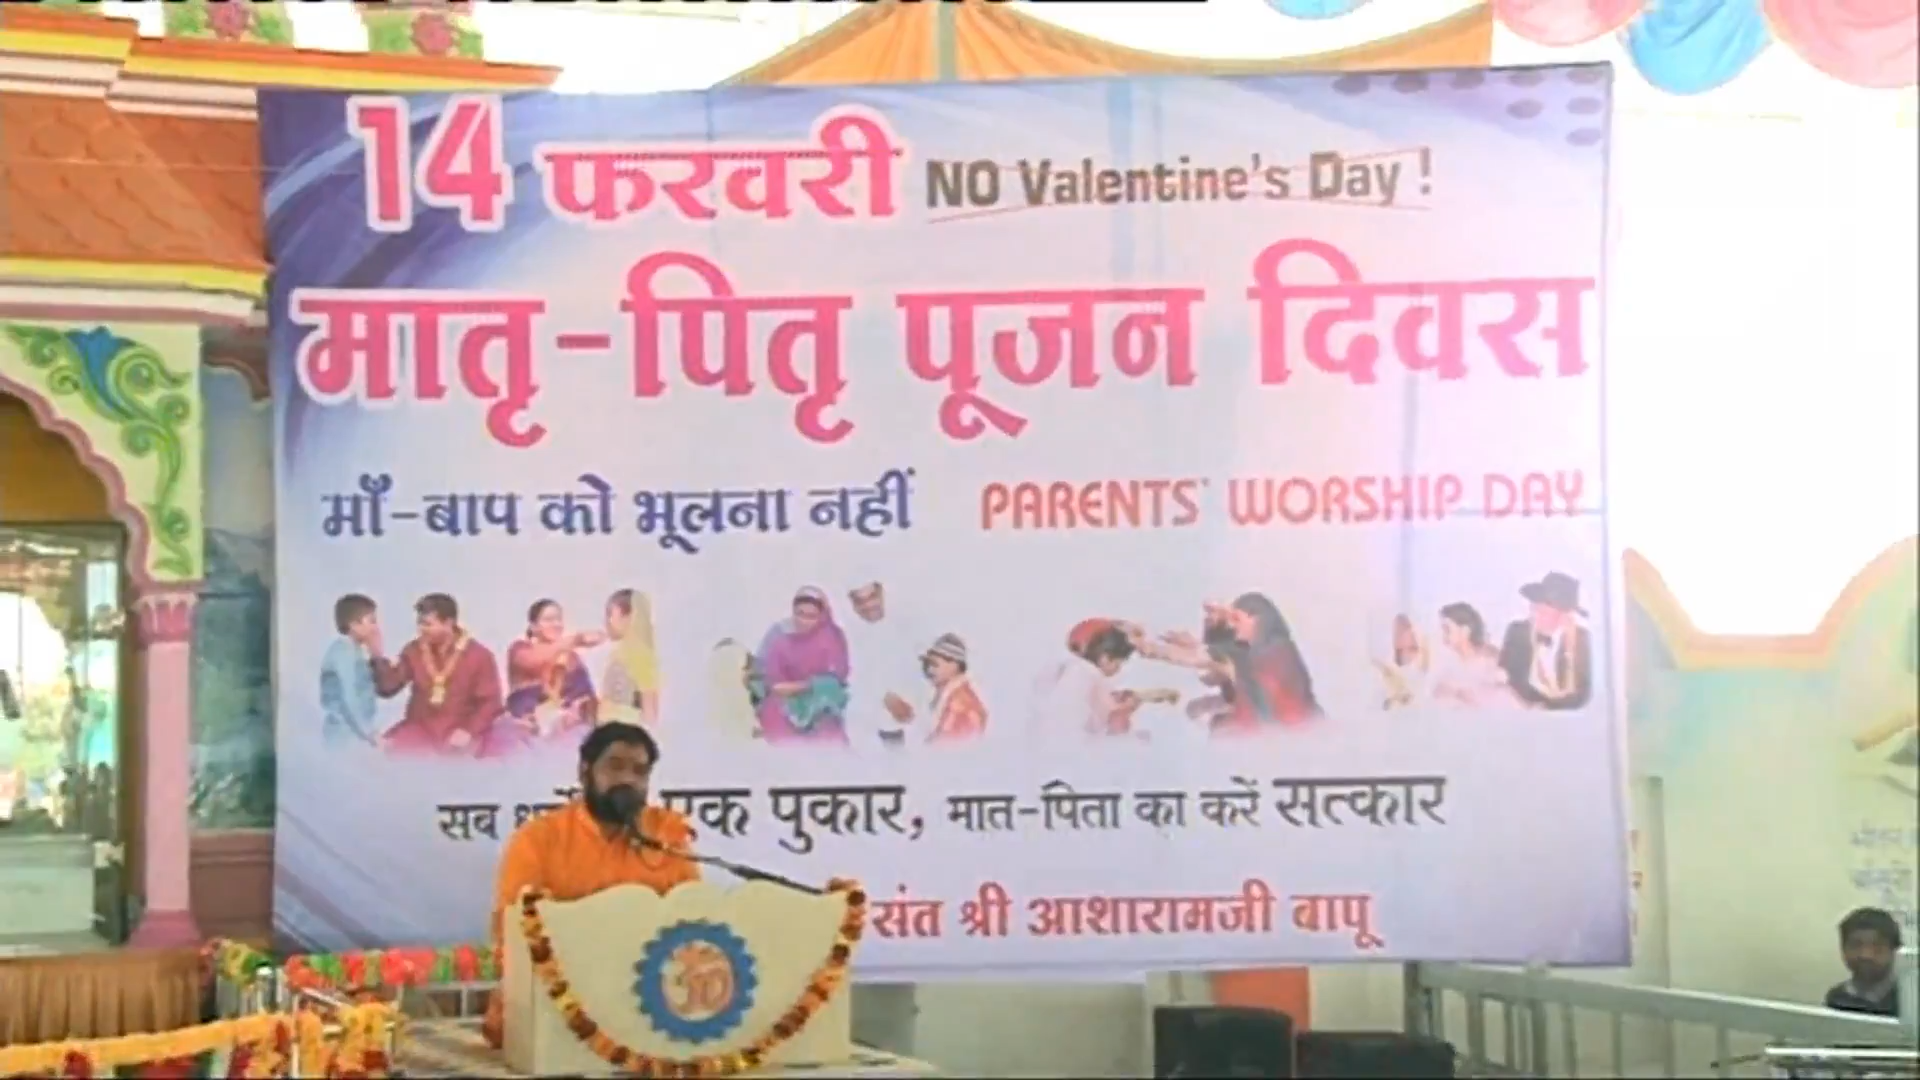 14 फरवरी NO Valentine's Day !
मातृ-पितृ पूजन दिवस
माँ-बाप को भूलना नहीं PARENTS' WORSHIP DAY
सब एक पुकार, मात-पिता का करें सत्कार
संत श्री आशारामजी बापू